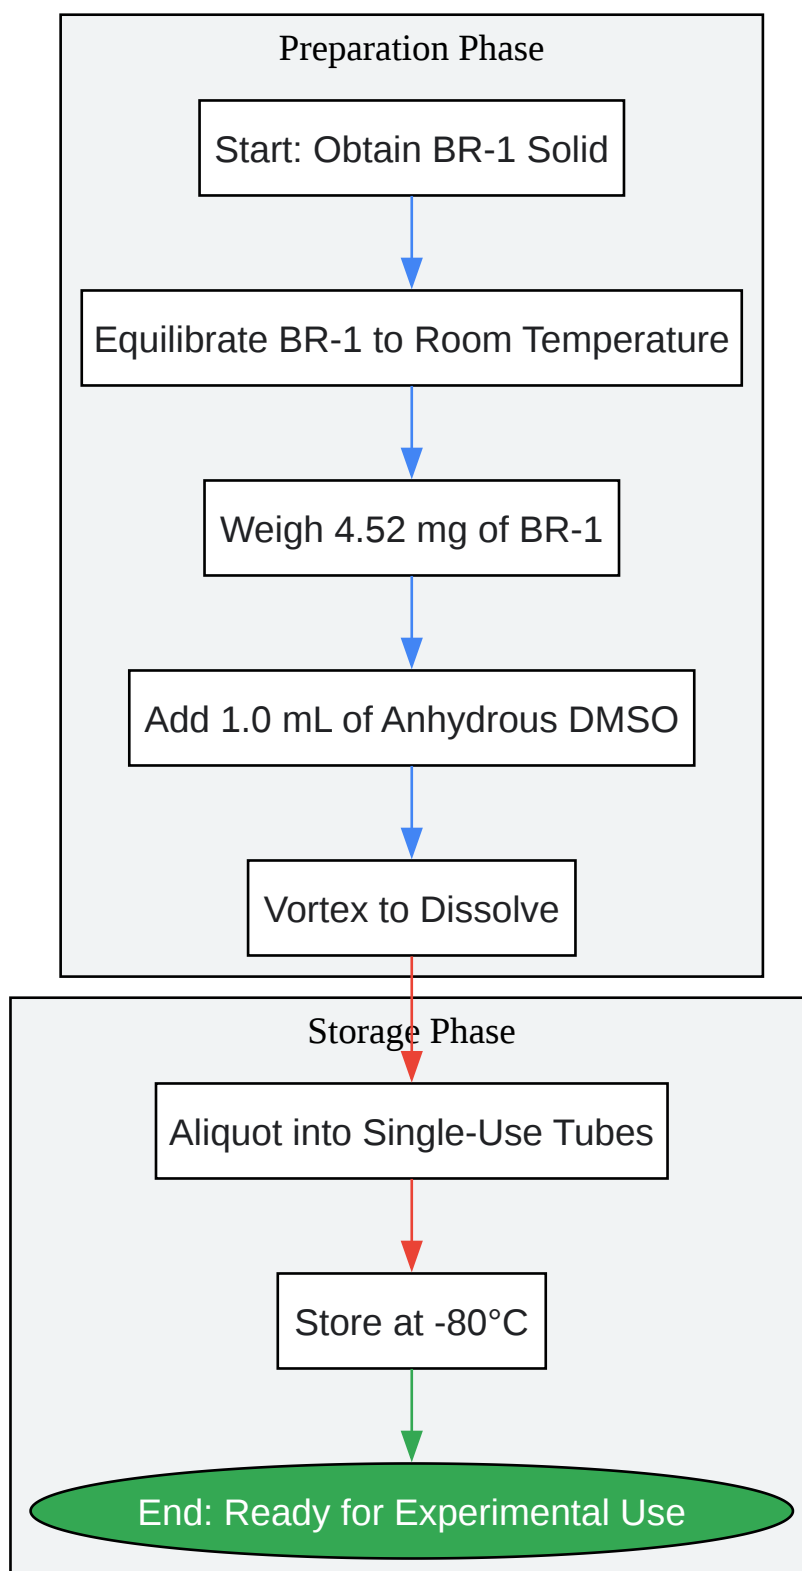 Preparation Phase
Start: Obtain BR-1 Solid
Equilibrate BR-1 to Room Temperature
Weigh 4.52 mg of BR-1
Add 1.0 mL of Anhydrous DMSO
Vortex to Dissolve
Storage Phase
Aliquot into Single-Use Tubes
Store at -80°C
End: Ready for Experimental Use